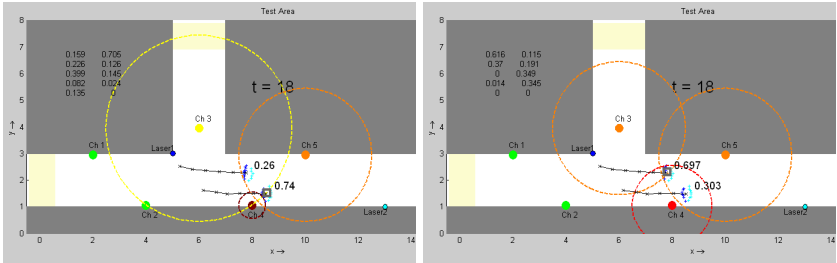 Test Area
8
7
6
5
4
3
2
1
0
y →
0.159 0.705
0.226 0.126
0.399 0.145
0.082 0.024
0.135 0
t = 18
Ch 3
Ch 1
Laser1
Ch 5
0.26
0.74
Ch 2
Ch 4
Laser2
0 2 4 6 8 10 12 14
x →
Test Area
8
7
6
5
4
3
2
1
0
y →
0.616 0.115
0.37 0.191
0 0.349
0.014 0.345
0 0
t = 18
Ch 3
Ch 1
Laser1
Ch 5
0.697
0.303
Ch 2
Ch 4
Laser2
0 2 4 6 8 10 12 14
x →